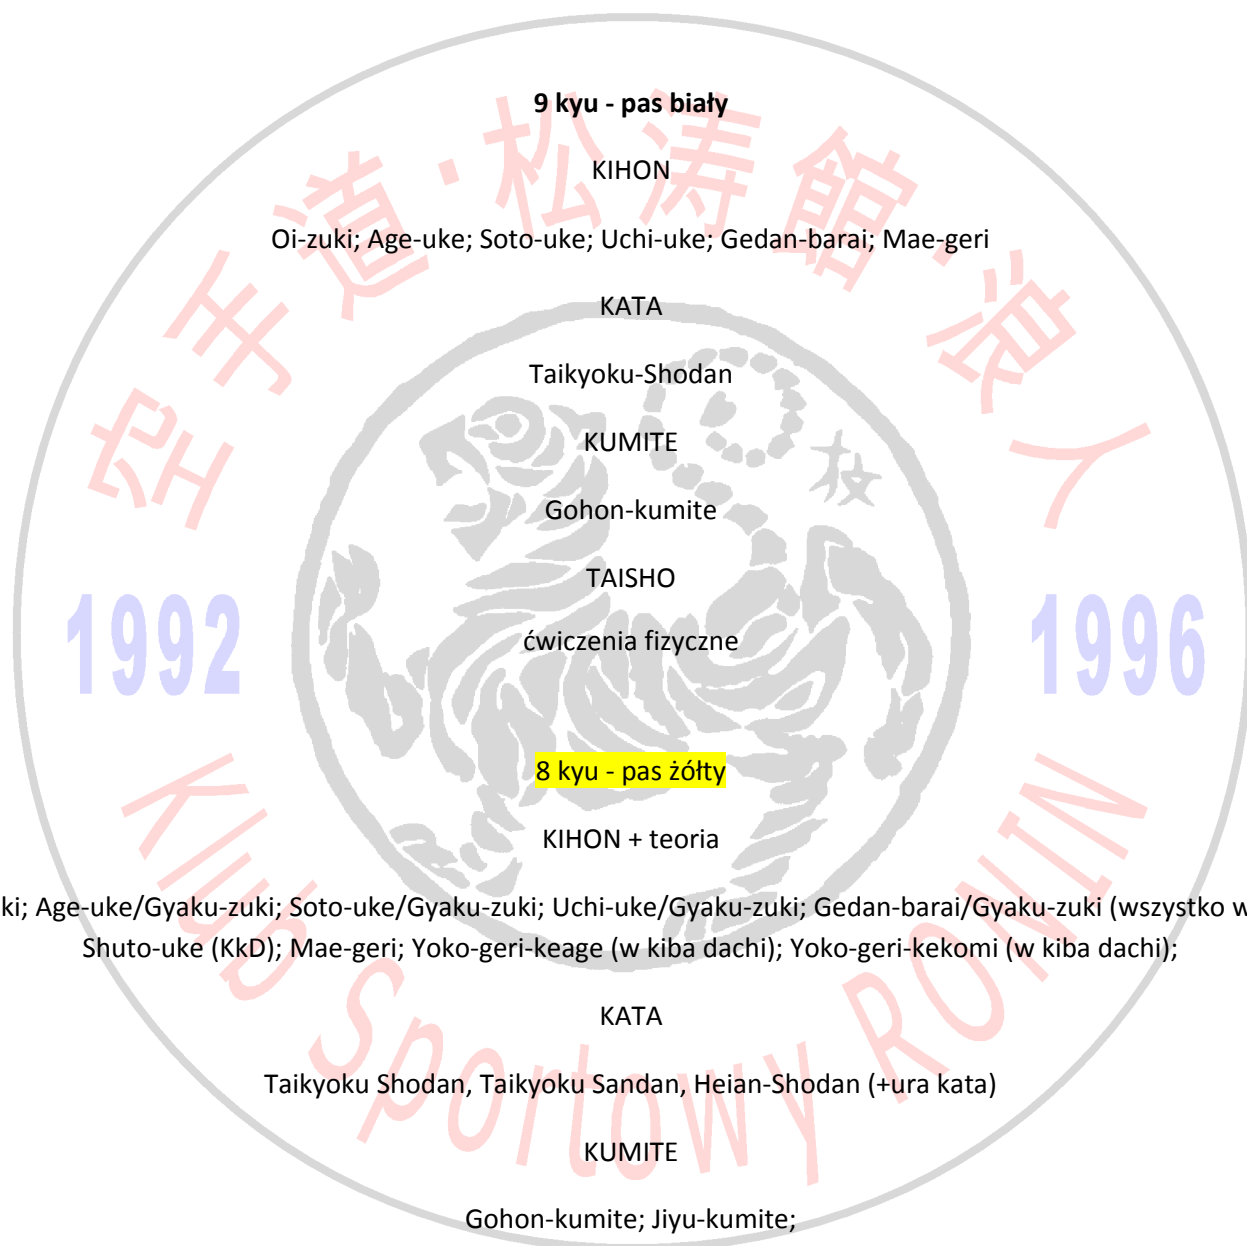 9 kyu - pas biały
KIHON
Oi-zuki; Age-uke; Soto-uke; Uchi-uke; Gedan-barai; Mae-geri
KATA
Taikyoku-Shodan
KUMITE
Gohon-kumite
TAISHO
ćwiczenia fizyczne
8 kyu - pas żółty
KIHON + teoria
ki; Age-uke/Gyaku-zuki; Soto-uke/Gyaku-zuki; Uchi-uke/Gyaku-zuki; Gedan-barai/Gyaku-zuki (wszystko w
Shuto-uke (KkD); Mae-geri; Yoko-geri-keage (w kiba dachi); Yoko-geri-kekomi (w kiba dachi);
KATA
Taikyoku Shodan, Taikyoku Sandan, Heian-Shodan (+ura kata)
KUMITE
Gohon-kumite; Jiyu-kumite;
空手道·松涛館·浪人
1992
1996
Klub Sportowy RONIN